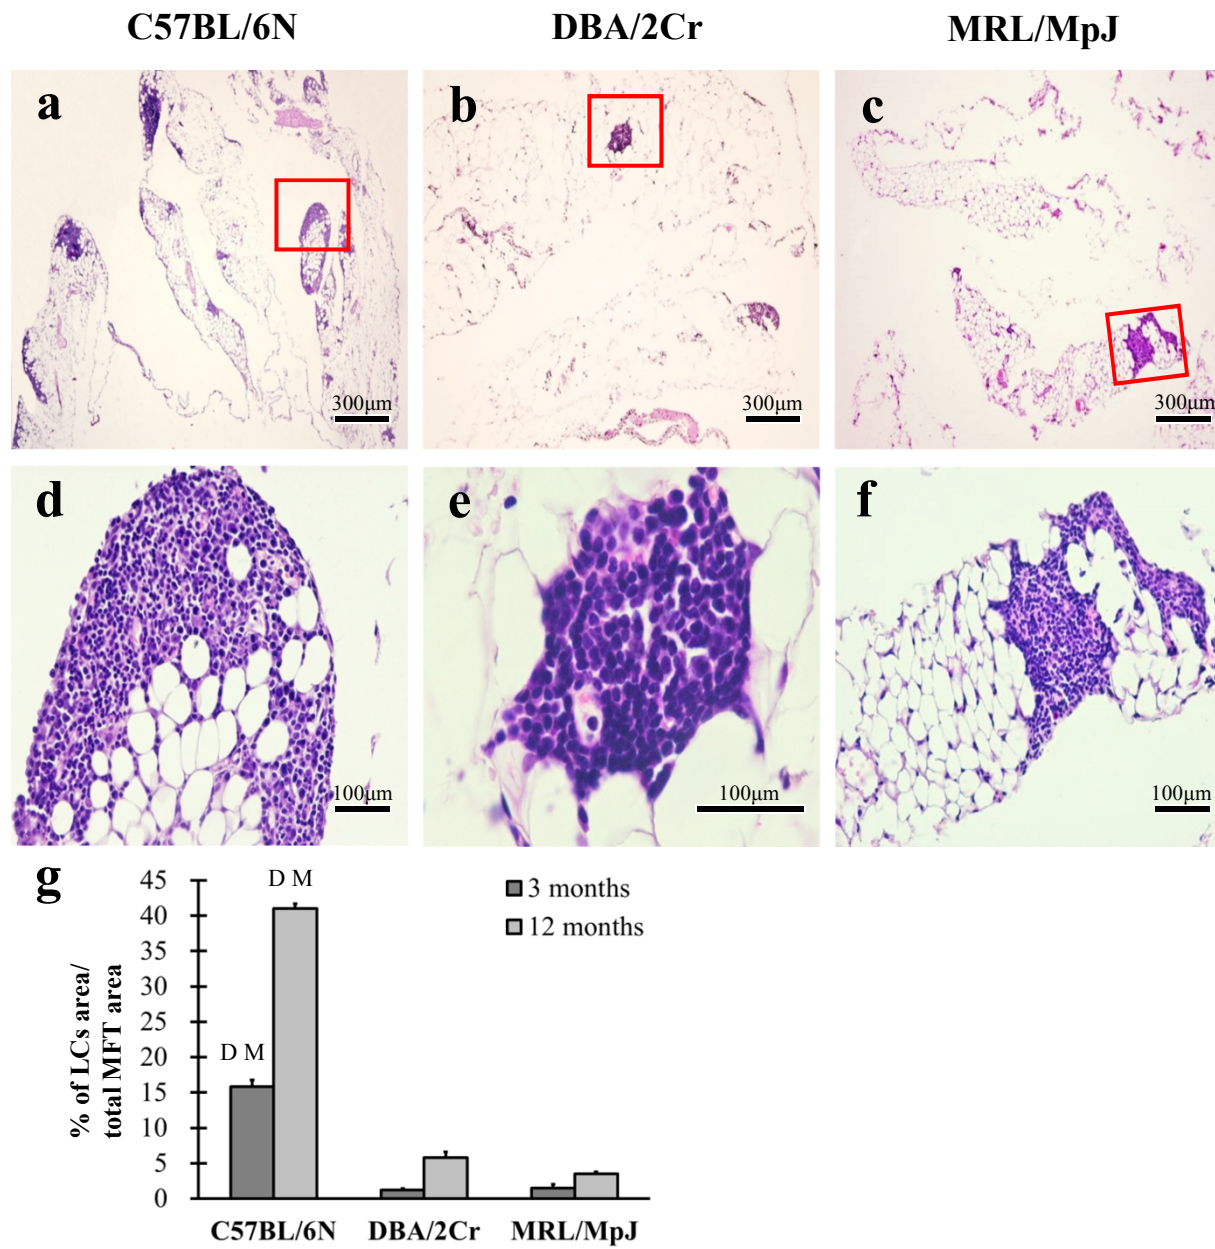 C57BL/6N DBA/2Cr MRL/MpJ
a b c
300μm 300μm 300μm
d e f
100μm 100μm 100μm
g
% of LCs area/
total MFT area
45
40
35
30
25
20
15
10
5
0
D M
D M
3 months
12 months
C57BL/6N DBA/2Cr MRL/MpJ